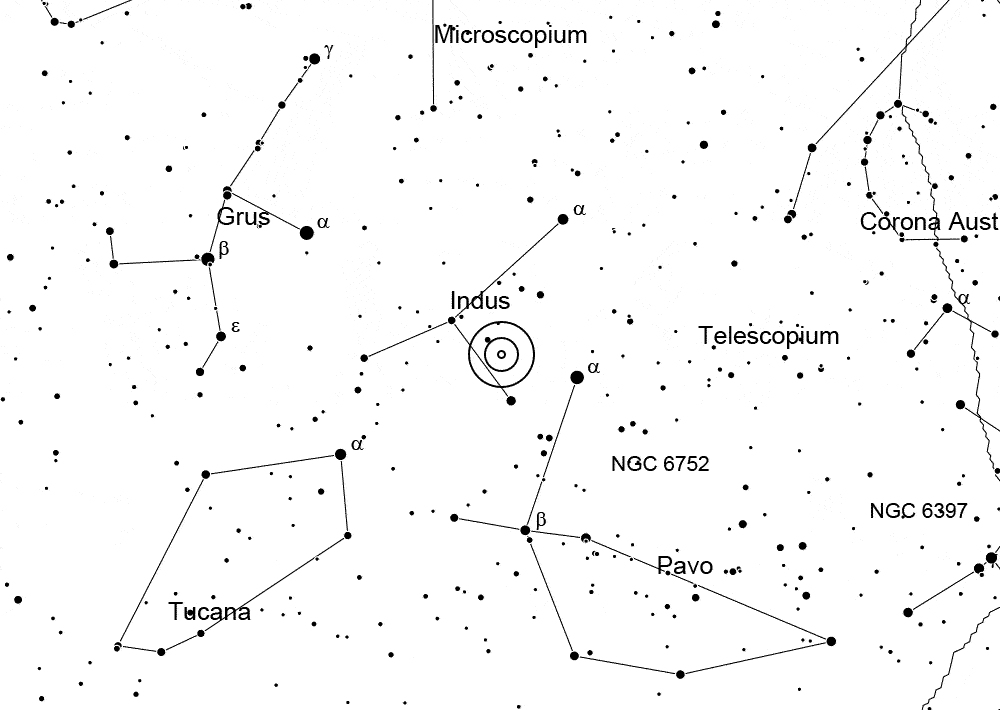 Microscopium
γ
Grus
α
α
Corona Aust
β
Indus
α
ε
Telescopium
α
α
NGC 6752
NGC 6397
β
Pavo
Tucana